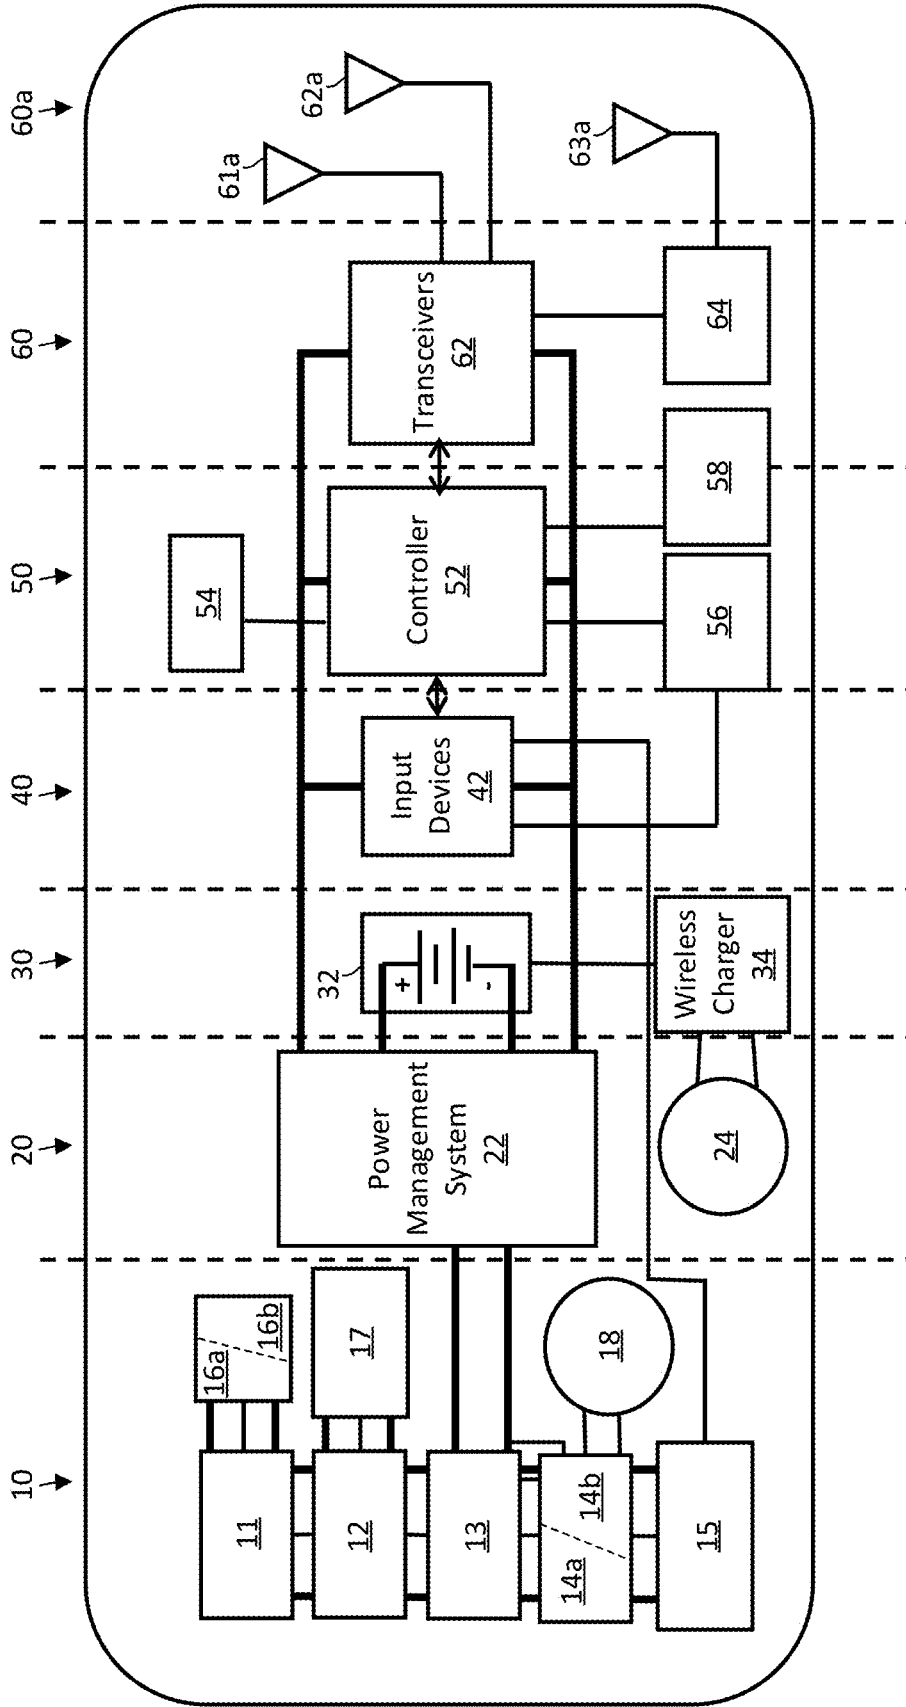 10
20
30
40
50
60
60a
11
12
13
14a
14b
15
16a
16b
17
18
Power
Management
System
22
24
32
+
-
Wireless
Charger
34
Input
Devices
42
Controller
52
54
56
58
Transceivers
62
64
61a
62a
63a